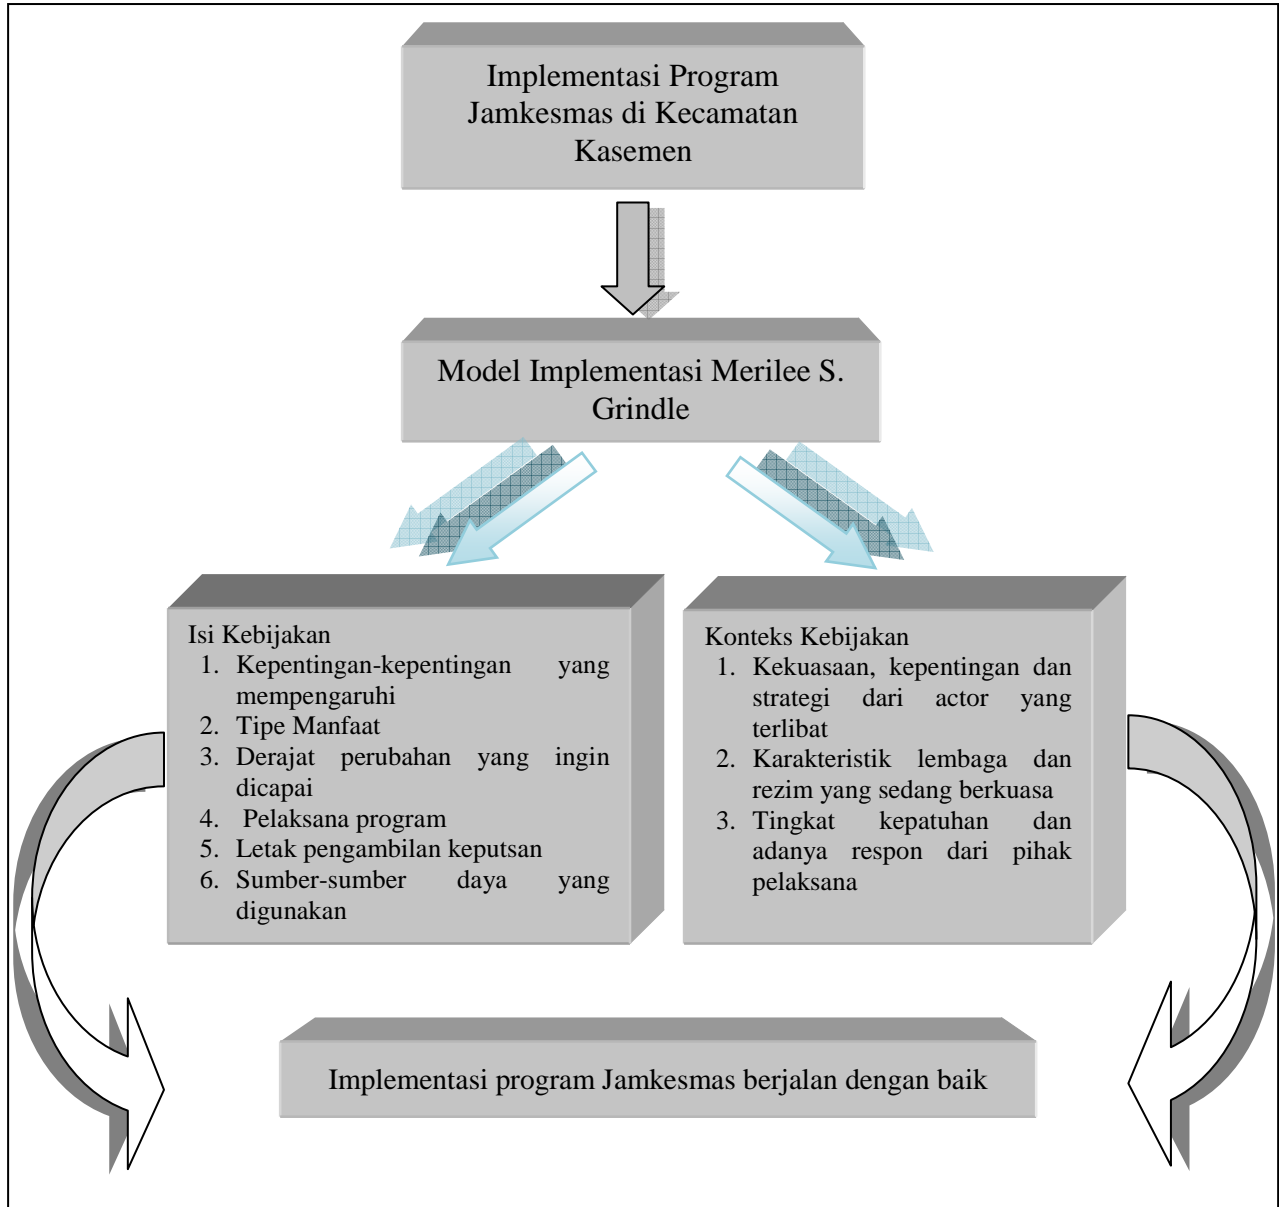 Implementasi Program
Jamkesmas di Kecamatan
Kasemen
Model Implementasi Merilee S.
Grindle
Isi Kebijakan
1. Kepentingan-kepentingan yang
mempengaruhi
2. Tipe Manfaat
3. Derajat perubahan yang ingin
dicapai
4. Pelaksana program
5. Letak pengambilan keputsan
6. Sumber-sumber daya yang
digunakan
Konteks Kebijakan
1. Kekuasaan, kepentingan dan
strategi dari actor yang
terlibat
2. Karakteristik lembaga dan
rezim yang sedang berkuasa
3. Tingkat kepatuhan dan
adanya respon dari pihak
pelaksana
Implementasi program Jamkesmas berjalan dengan baik